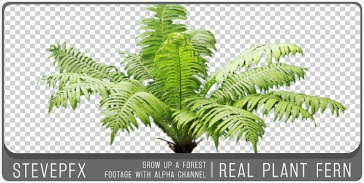 STEVEPFX
GROW UP A FOREST
FOOTAGE WITH ALPHA CHANNEL
REAL PLANT FERN